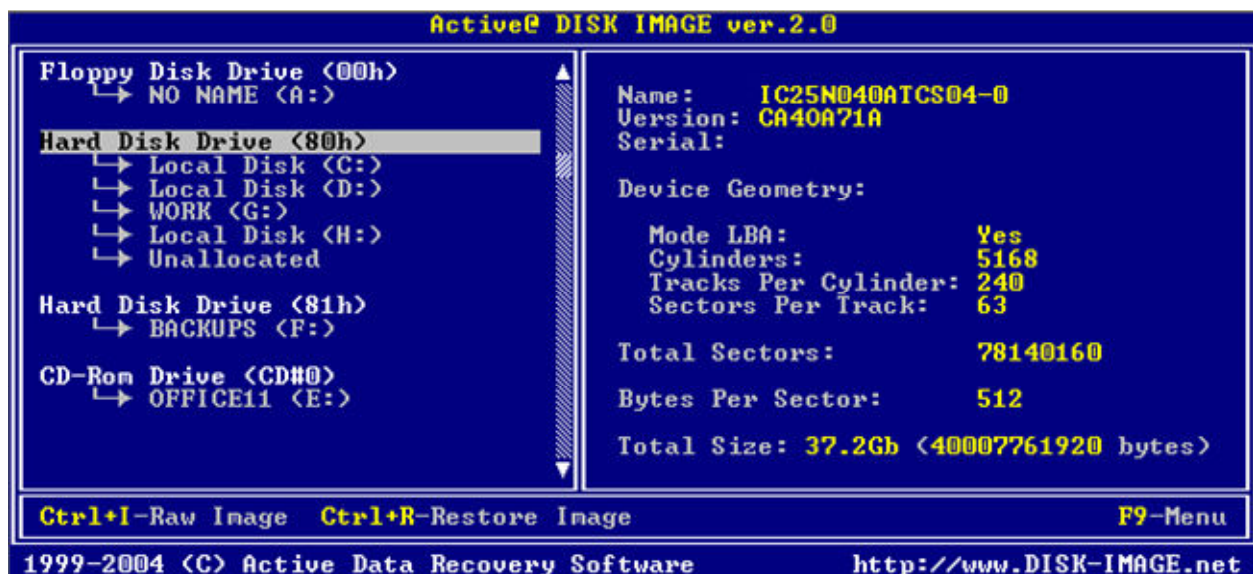 Active@ DISK IMAGE ver.2.0
Floppy Disk Drive (00h)
NO NAME (A:)
Hard Disk Drive (80h)
Local Disk (C:)
Local Disk (D:)
WORK (G:)
Local Disk (H:)
Unallocated
Hard Disk Drive (81h)
BACKUPS (F:)
CD-Rom Drive (CD#0)
OFFICE11 (E:)
Name: IC25N040ATCS04-0
Version: CA40A71A
Serial:
Device Geometry:
Mode LBA: Yes
Cylinders: 5168
Tracks Per Cylinder: 240
Sectors Per Track: 63
Total Sectors: 78140160
Bytes Per Sector: 512
Total Size: 37.2Gb (40007761920 bytes)
Ctrl+I-Raw Image Ctrl+R-Restore Image F9-Menu
1999-2004 (C) Active Data Recovery Software http://www.DISK-IMAGE.net